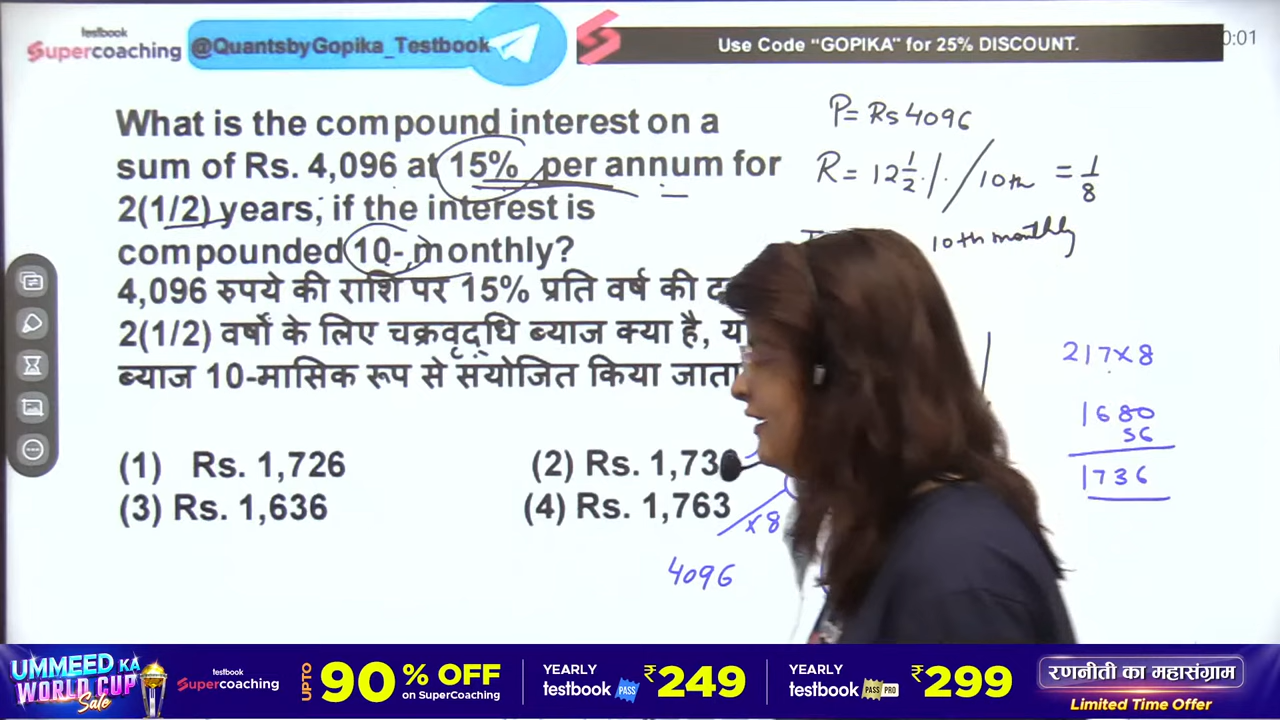 testbook
Supercoaching
@QuantsbyGopika_Testbook
Use Code “GOPIKA” for 25% DISCOUNT.
0:01
What is the compound interest on a
sum of Rs. 4,096 at 15% per annum for
2(1/2) years, if the interest is
compounded 10- monthly?
4,096 रुपये की राशि पर 15% प्रति वर्ष की
2(1/2) वर्षों के लिए चक्रवृद्धि ब्याज क्या है,
ब्याज 10-मासिक रूप से संयोजित किया जाता
(1) Rs. 1,726
(2) Rs. 1,73
(3) Rs. 1,636
(4) Rs. 1,763
P= Rs 4096
R = 12 1/2 % / 10th = 1/8
10th monthly
217×8
1680
56
1736
×8
4096
UMMEED KA
WORLD CUP
Sale
testbook
Supercoaching
UPTO 90% OFF
on SuperCoaching
YEARLY
testbook PASS
₹249
YEARLY
testbook PASS PRO
₹299
रणनीती का महासंग्राम
Limited Time Offer